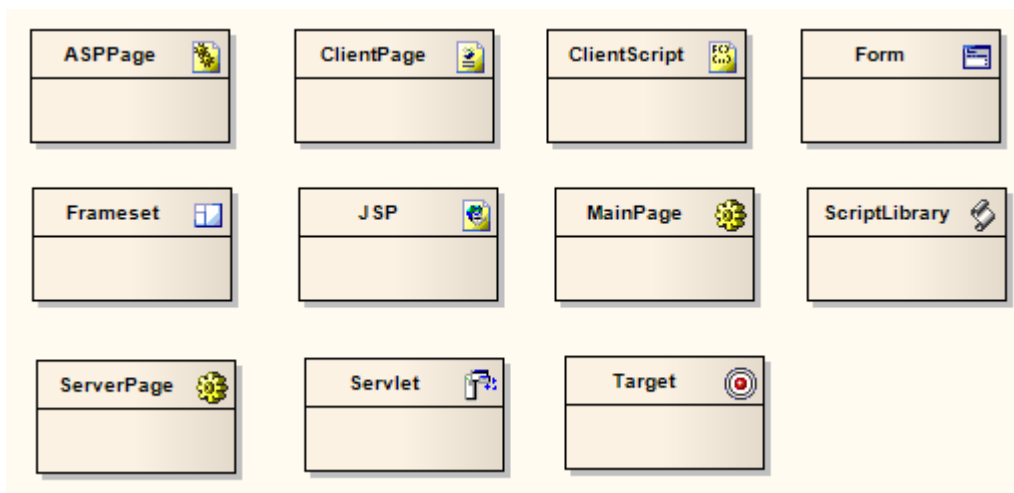 ASPPage
ClientPage
ClientScript
Form
Frameset
JSP
MainPage
ScriptLibrary
ServerPage
Servlet
Target